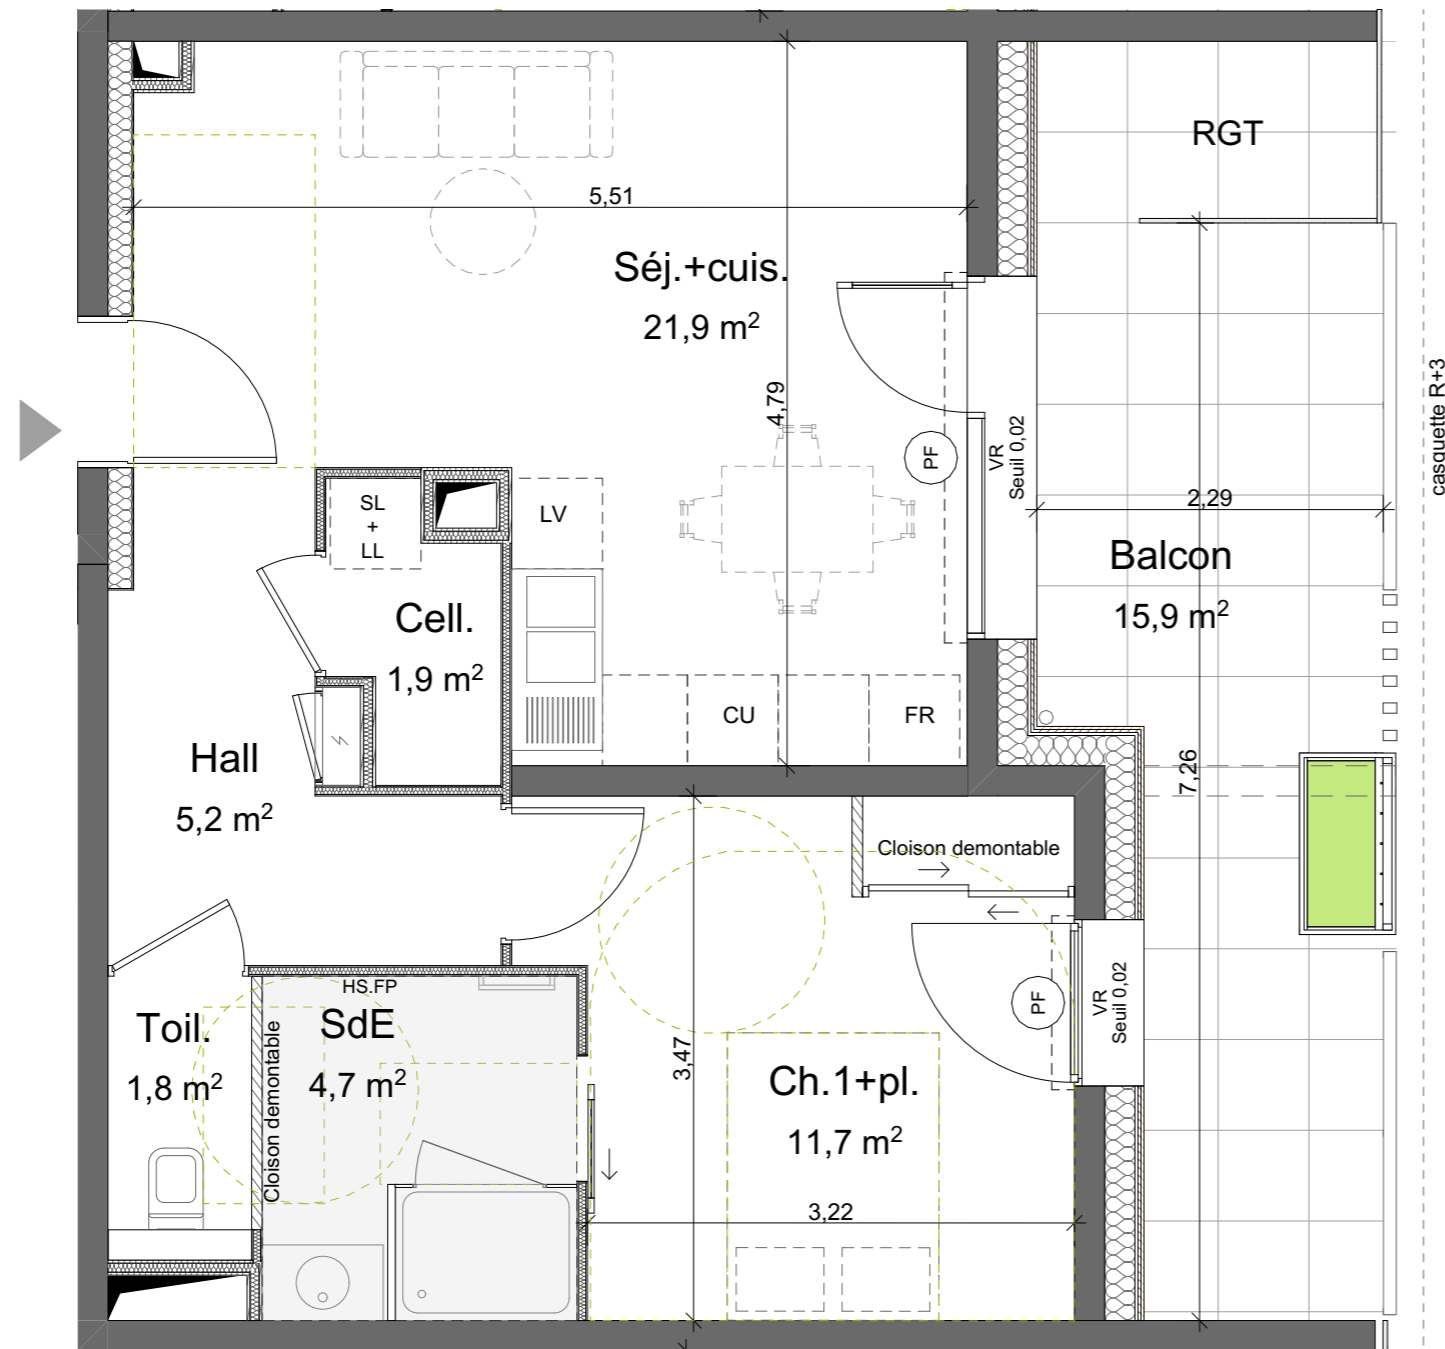 RGT
5,51
Séj.+cuis.
21,9 m²
4,79
PF
VR
Seuil 0,02
casquette R+3
2,29
Balcon
15,9 m²
SL
+
LL
LV
Cell.
1,9 m²
CU
FR
Hall
5,2 m²
7,26
Cloison demontable
HS.FP
SdE
4,7 m²
Toil.
1,8 m²
Cloison demontable
3,47
Ch.1+pl.
11,7 m²
PF
VR
Seuil 0,02
3,22